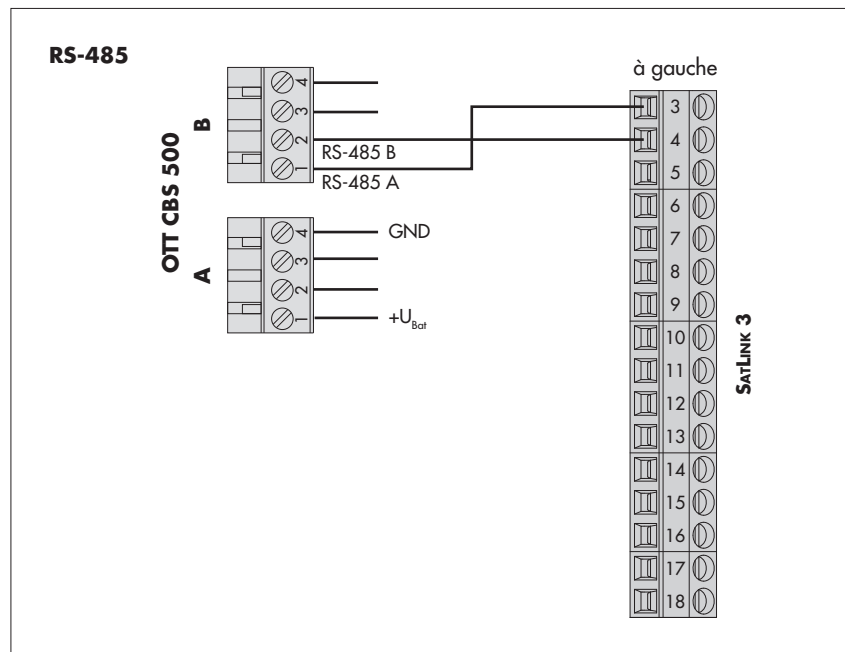 RS-485
OTT CBS 500
B
4
3
2
1
RS-485 B
RS-485 A
A
4
3
2
1
GND
+UBat
à gauche
3
4
5
6
7
8
9
10
11
12
13
14
15
16
17
18
SATLINK 3